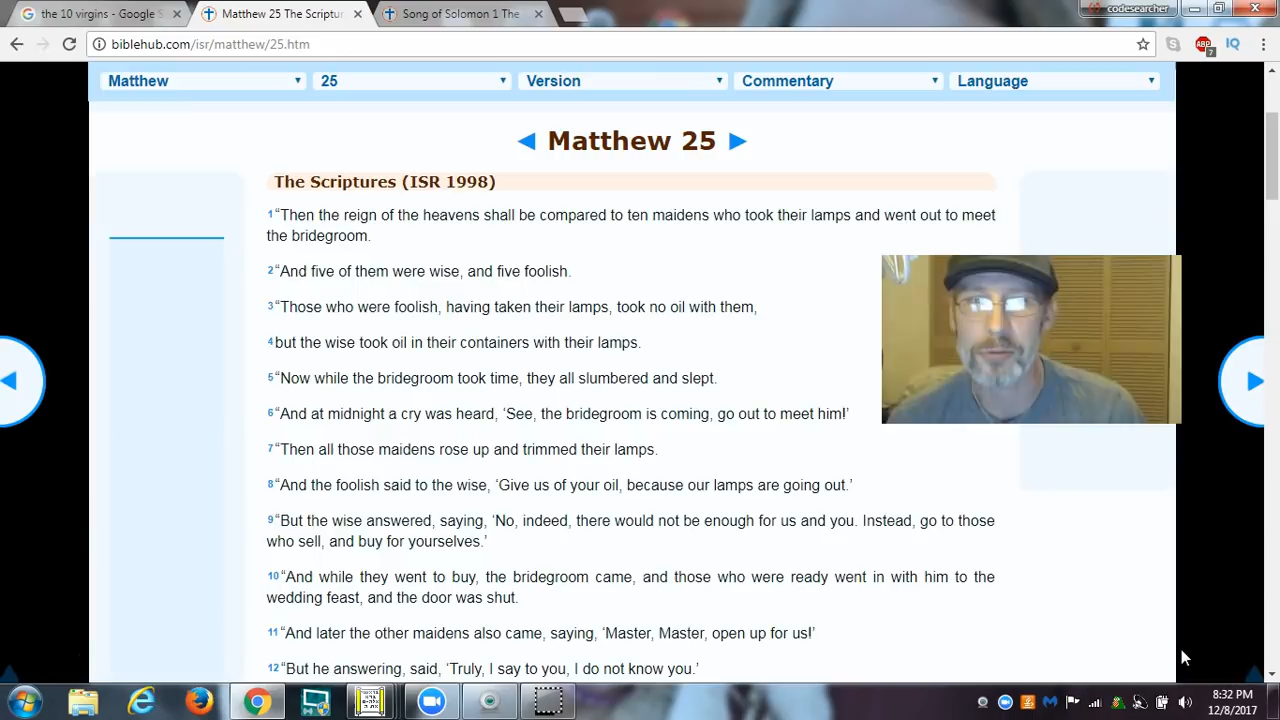 the 10 virgins - Google S
Matthew 25 The Scriptur
Song of Solomon 1 The
codesearcher
biblehub.com/isr/matthew/25.htm
ABP
7
IQ
Matthew
25
Version
Commentary
Language
Matthew 25
The Scriptures (ISR 1998)
1“Then the reign of the heavens shall be compared to ten maidens who took their lamps and went out to meet
the bridegroom.
2“And five of them were wise, and five foolish.
3“Those who were foolish, having taken their lamps, took no oil with them,
4but the wise took oil in their containers with their lamps.
5“Now while the bridegroom took time, they all slumbered and slept.
6“And at midnight a cry was heard, ‘See, the bridegroom is coming, go out to meet him!’
7“Then all those maidens rose up and trimmed their lamps.
8“And the foolish said to the wise, ‘Give us of your oil, because our lamps are going out.’
9“But the wise answered, saying, ‘No, indeed, there would not be enough for us and you. Instead, go to those
who sell, and buy for yourselves.’
10“And while they went to buy, the bridegroom came, and those who were ready went in with him to the
wedding feast, and the door was shut.
11“And later the other maidens also came, saying, ‘Master, Master, open up for us!’
12“But he answering, said, ‘Truly, I say to you, I do not know you.’
8:32 PM
12/8/2017